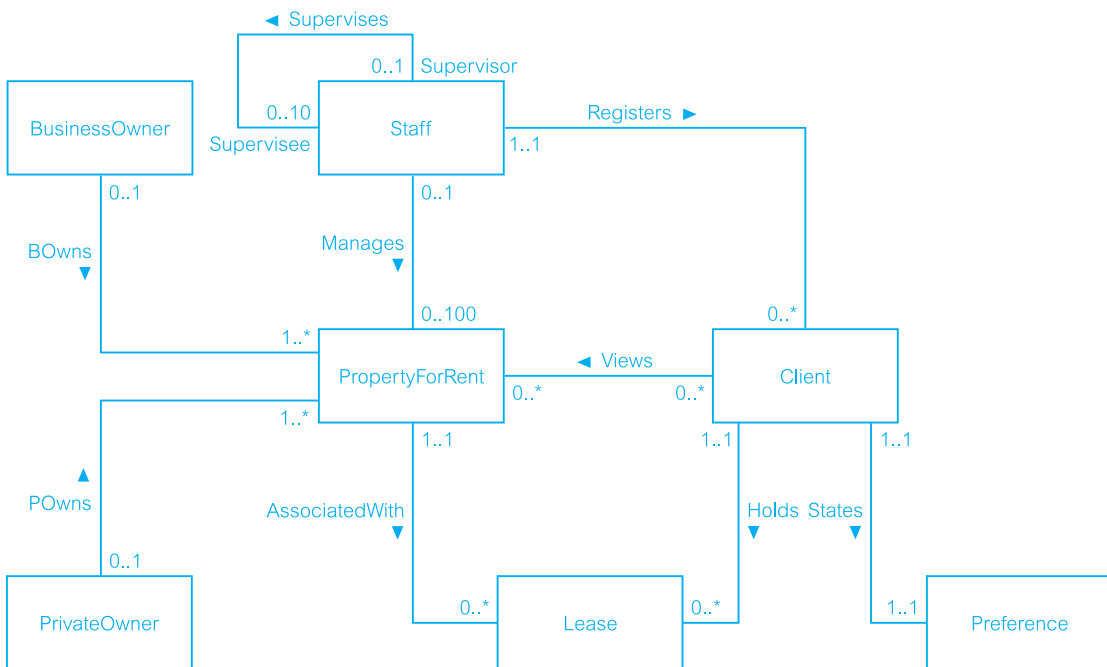 ◄ Supervises
0..1
Supervisor
BusinessOwner
0..10
Staff
Registers ►
Supervisee
1..1
0..1
0..1
BOwns
▼
Manages
▼
0..100
0..*
1..*
PropertyForRent
◄ Views
Client
0..*
0..*
1..*
1..1
1..1
1..1
▲
POwns
AssociatedWith
▼
Holds
▼
States
▼
0..1
PrivateOwner
0..*
Lease
0..*
1..1
Preference